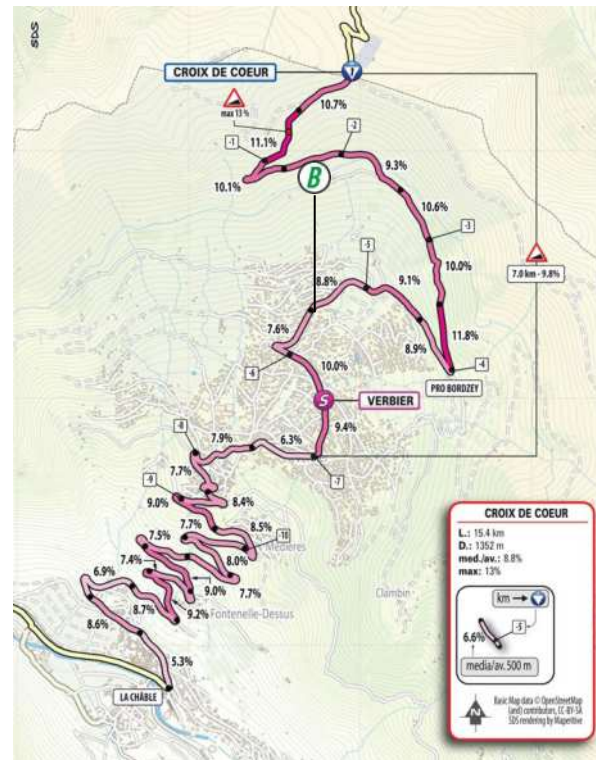 SDS
CROIX DE COEUR
1
10.7%
max 13 %
11.1%
-1
-2
10.1%
B
9.3%
10.6%
-3
10.0%
7.0 km - 9.8%
-5
8.8%
9.1%
7.6%
11.8%
8.9%
-6
10.0%
-4
PRO BORDZEY
S
VERBIER
9.4%
-8
7.9%
6.3%
7.7%
-7
-9
9.0%
8.4%
7.5%
7.7%
8.5%
-10
Médières
7.4%
8.0%
6.9%
9.0%
7.7%
8.7%
9.2%
Fontenelle-Dessus
Clambin
8.6%
5.3%
LA CHÂBLE
CROIX DE COEUR
L.: 15.4 km
D.: 1352 m
med./av.: 8.8%
max: 13%
km
-5
6.6%
media/av. 500 m
N
Basic Map data © OpenStreetMap
(and) contributors, CC-BY-SA
SDS rendering by Maperitive